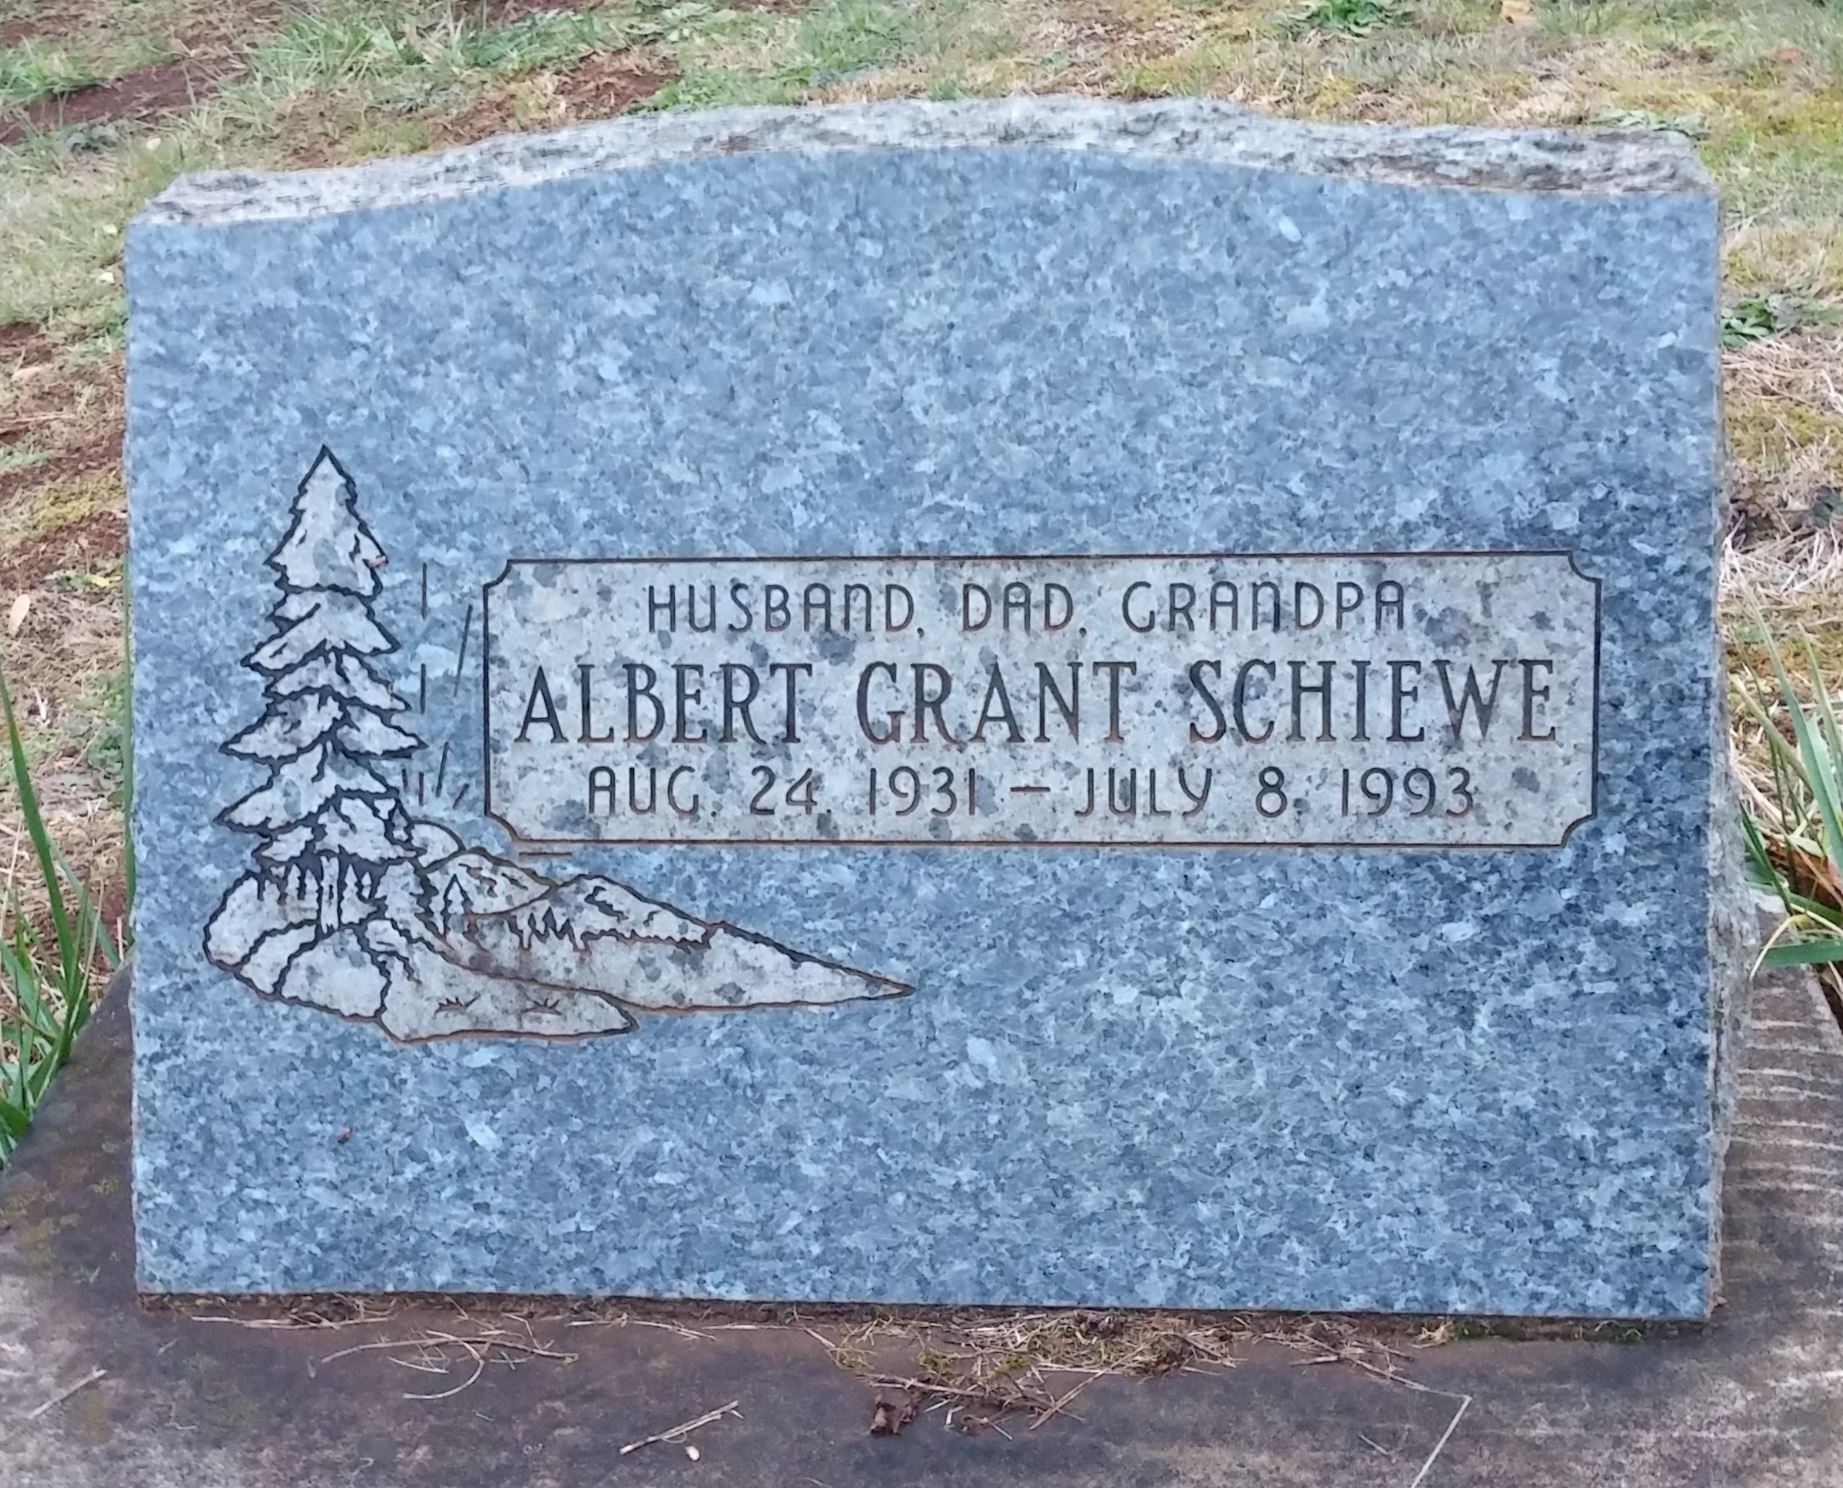 HUSBAND, DAD, GRANDPA
ALBERT GRANT SCHIEWE
AUG. 24, 1931 – JULY 8, 1993